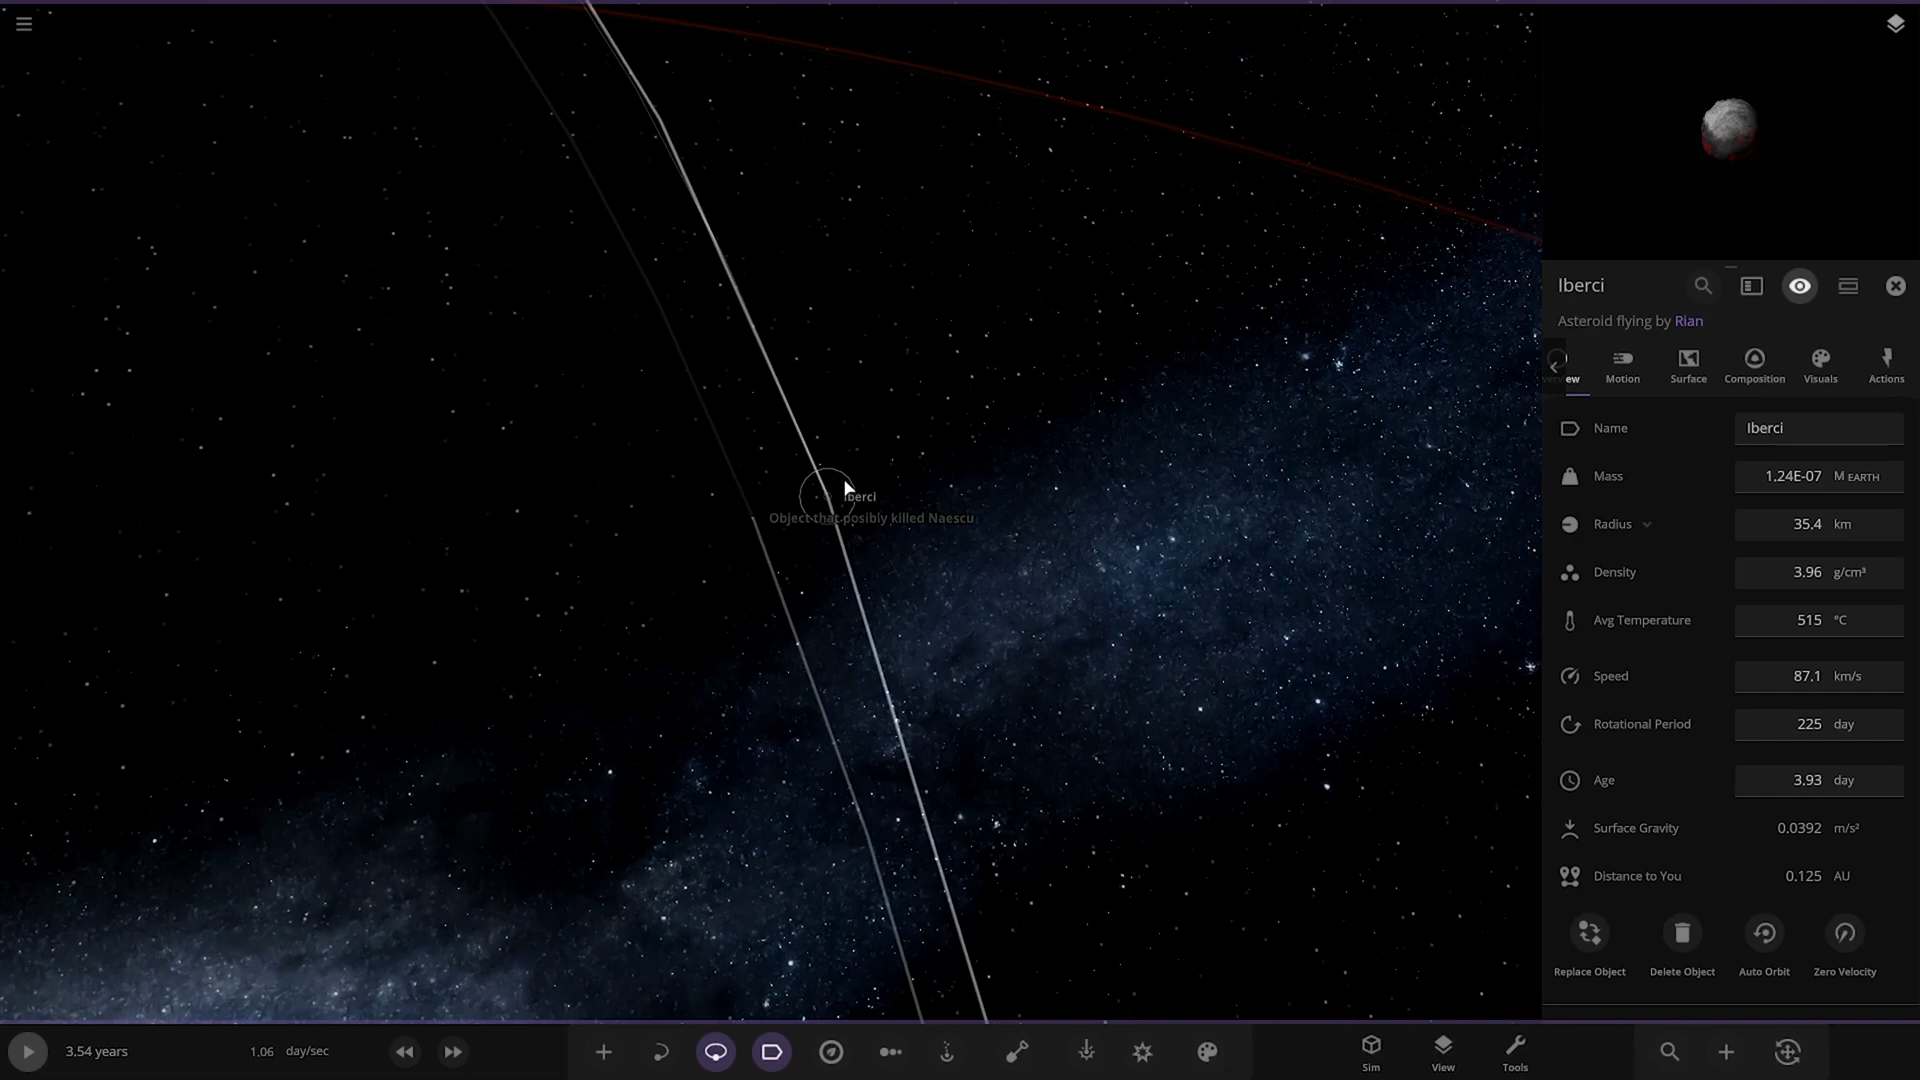 Iberci
Asteroid flying by Rian
Motion
Surface
Composition
Visuals
Actions
Name Iberci
Mass 1.24E-07 M EARTH
Radius 35.4 km
Density 3.96 g/cm³
Avg Temperature 515 °C
Speed 87.1 km/s
Rotational Period 225 day
Age 3.93 day
Surface Gravity 0.0392 m/s²
Distance to You 0.125 AU
Replace Object
Delete Object
Auto Orbit
Zero Velocity
Iberci
Object that posibly killed Naescu
3.54 years
1.06 day/sec
Sim
View
Tools